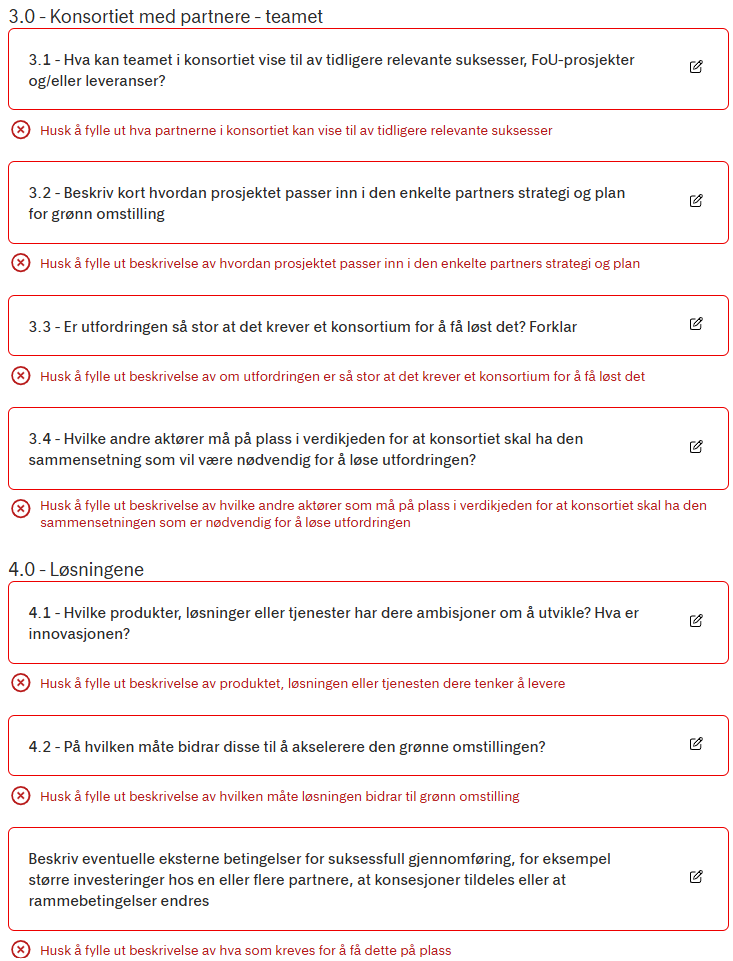 3.0 - Konsortiet med partnere - teamet
3.1 - Hva kan teamet i konsortiet vise til av tidligere relevante suksesser, FoU-prosjekter
og/eller leveranser?
Husk å fylle ut hva partnerne i konsortiet kan vise til av tidligere relevante suksesser
3.2 - Beskriv kort hvordan prosjektet passer inn i den enkelte partners strategi og plan
for grønn omstilling
Husk å fylle ut beskrivelse av hvordan prosjektet passer inn i den enkelte partners strategi og plan
3.3 - Er utfordringen så stor at det krever et konsortium for å få løst det? Forklar
Husk å fylle ut beskrivelse av om utfordringen er så stor at det krever et konsortium for å få løst det
3.4 - Hvilke andre aktører må på plass i verdikjeden for at konsortiet skal ha den
sammensetning som vil være nødvendig for å løse utfordringen?
Husk å fylle ut beskrivelse av hvilke andre aktører som må på plass i verdikjeden for at konsortiet skal ha den
sammensetningen som er nødvendig for å løse utfordringen
4.0 - Løsningene
4.1 - Hvilke produkter, løsninger eller tjenester har dere ambisjoner om å utvikle? Hva er
innovasjonen?
Husk å fylle ut beskrivelse av produktet, løsningen eller tjenesten dere tenker å levere
4.2 - På hvilken måte bidrar disse til å akselerere den grønne omstillingen?
Husk å fylle ut beskrivelse av hvilken måte løsningen bidrar til grønn omstilling
Beskriv eventuelle eksterne betingelser for suksessfull gjennomføring, for eksempel
større investeringer hos en eller flere partnere, at konsesjoner tildeles eller at
rammebetingelser endres
Husk å fylle ut beskrivelse av hva som kreves for å få dette på plass